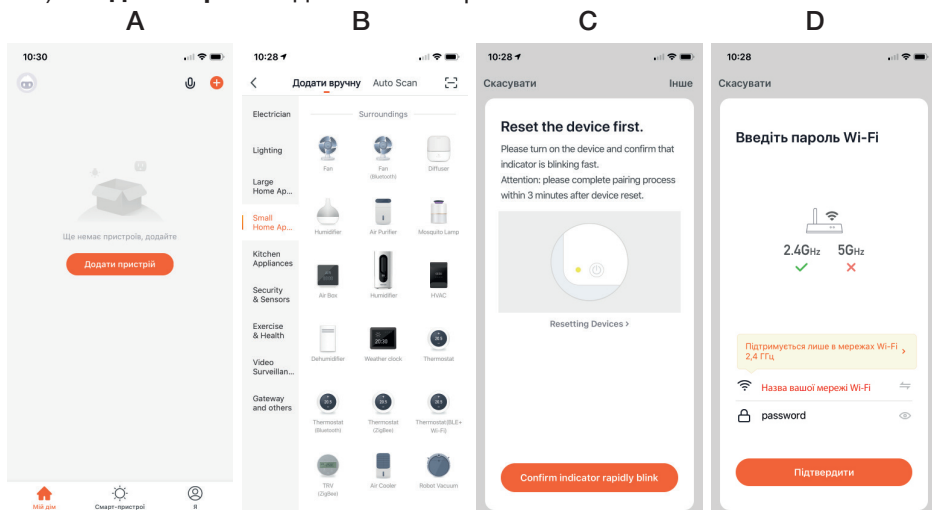 A
B
C
D
10:30
Ще немає пристроїв, додайте
Додати пристрій
Мій дім
Смарт-пристрої
Я
10:28
Додати вручну
Auto Scan
Electrician
Lighting
Large
Home Ap...
Small
Home Ap...
Kitchen
Appliances
Security
& Sensors
Exercise
& Health
Video
Surveillan...
Gateway
and others
Surroundings
Fan
Fan
(Bluetooth)
Diffuser
Humidifier
Air Purifier
Mosquito Lamp
Air Box
Humidifier
HVAC
20:30
Dehumidifier
Weather clock
Thermostat
Thermostat
(Bluetooth)
Thermostat
(ZigBee)
Thermostat(BLE+
Wi-Fi)
TRV
(ZigBee)
Air Cooler
Robot Vacuum
10:28
Скасувати
Інше
Reset the device first.
Please turn on the device and confirm that
indicator is blinking fast.
Attention: please complete pairing process
within 3 minutes after device reset.
Resetting Devices >
Confirm indicator rapidly blink
10:28
Скасувати
Введіть пароль Wi-Fi
2.4GHz
5GHz
Підтримується лише в мережах Wi-Fi
2,4 ГГц
Назва вашої мережі Wi-Fi
password
Підтвердити